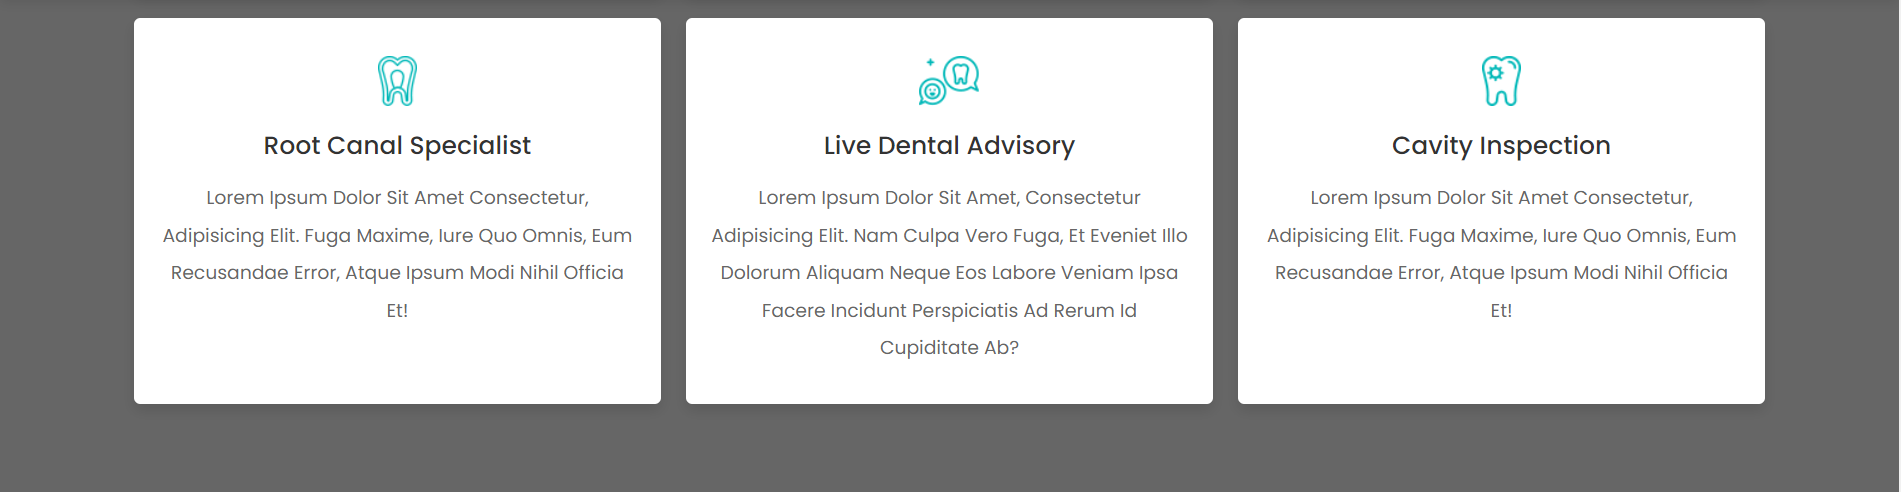 Root Canal Specialist
Lorem Ipsum Dolor Sit Amet Consectetur,
Adipisicing Elit. Fuga Maxime, Iure Quo Omnis, Eum
Recusandae Error, Atque Ipsum Modi Nihil Officia
Et!
Live Dental Advisory
Lorem Ipsum Dolor Sit Amet, Consectetur
Adipisicing Elit. Nam Culpa Vero Fuga, Et Eveniet Illo
Dolorum Aliquam Neque Eos Labore Veniam Ipsa
Facere Incidunt Perspiciatis Ad Rerum Id
Cupiditate Ab?
Cavity Inspection
Lorem Ipsum Dolor Sit Amet Consectetur,
Adipisicing Elit. Fuga Maxime, Iure Quo Omnis, Eum
Recusandae Error, Atque Ipsum Modi Nihil Officia
Et!